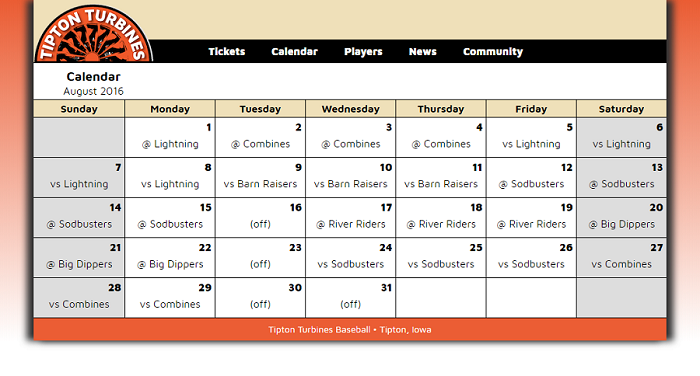 TIPTON TURBINES
Tickets Calendar Players News Community
Calendar
August 2016
Sunday Monday Tuesday Wednesday Thursday Friday Saturday
1 2 3 4 5 6
@ Lightning @ Combines @ Combines @ Combines vs Lightning vs Lightning
7 8 9 10 11 12 13
vs Lightning vs Lightning vs Barn Raisers vs Barn Raisers vs Barn Raisers @ Sodbusters @ Sodbusters
14 15 16 17 18 19 20
@ Sodbusters @ Sodbusters (off) @ River Riders @ River Riders @ River Riders @ Big Dippers
21 22 23 24 25 26 27
@ Big Dippers @ Big Dippers (off) vs Sodbusters vs Sodbusters vs Sodbusters vs Combines
28 29 30 31
vs Combines vs Combines (off) (off)
Tipton Turbines Baseball • Tipton, Iowa